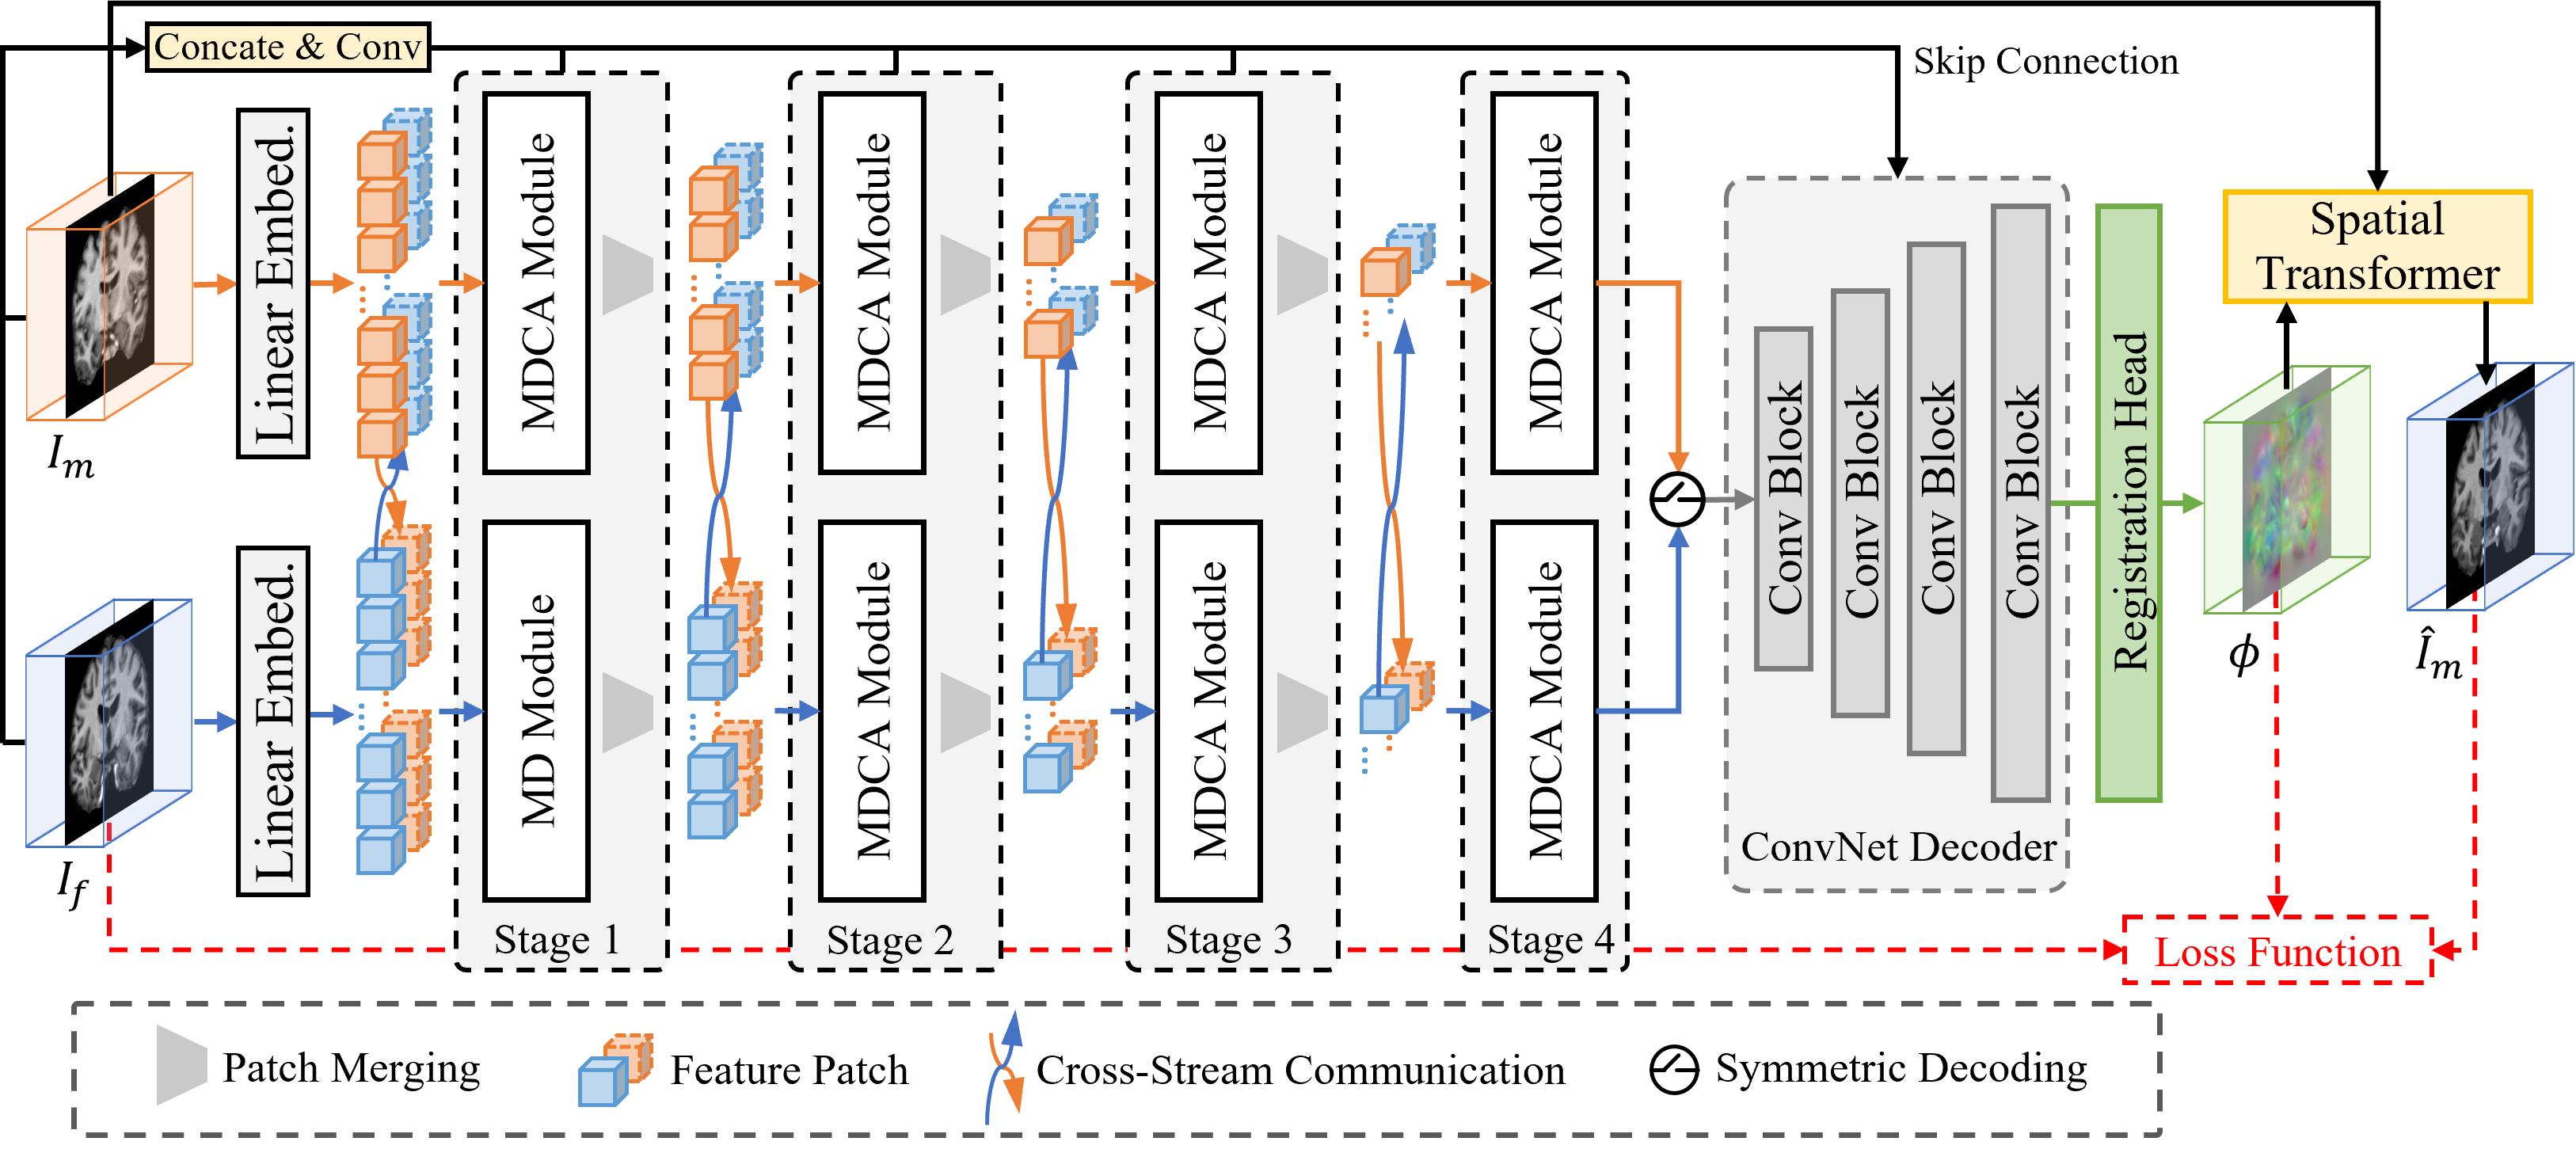 Concate & Conv
Skip Connection
Linear Embed.
MDCA Module
MDCA Module
MDCA Module
MDCA Module
Spatial
Transformer
I_m
Linear Embed.
MD Module
MDCA Module
MDCA Module
MDCA Module
Conv Block
Conv Block
Conv Block
Conv Block
Registration Head
ϕ
Î_m
I_f
ConvNet Decoder
Stage 1
Stage 2
Stage 3
Stage 4
Loss Function
Patch Merging
Feature Patch
Cross-Stream Communication
Symmetric Decoding